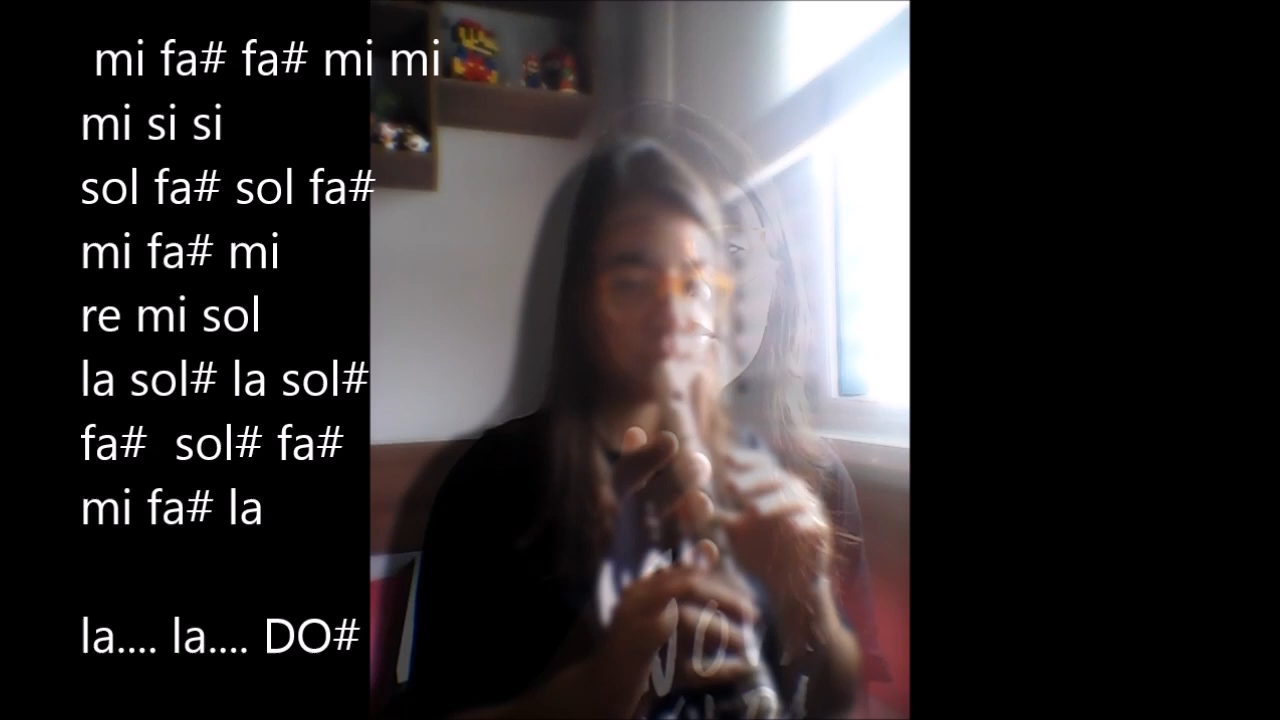 mi fa# fa# mi mi
mi si si
sol fa# sol fa#
mi fa# mi
re mi sol
la sol# la sol#
fa# sol# fa#
mi fa# la
la.... la.... DO#